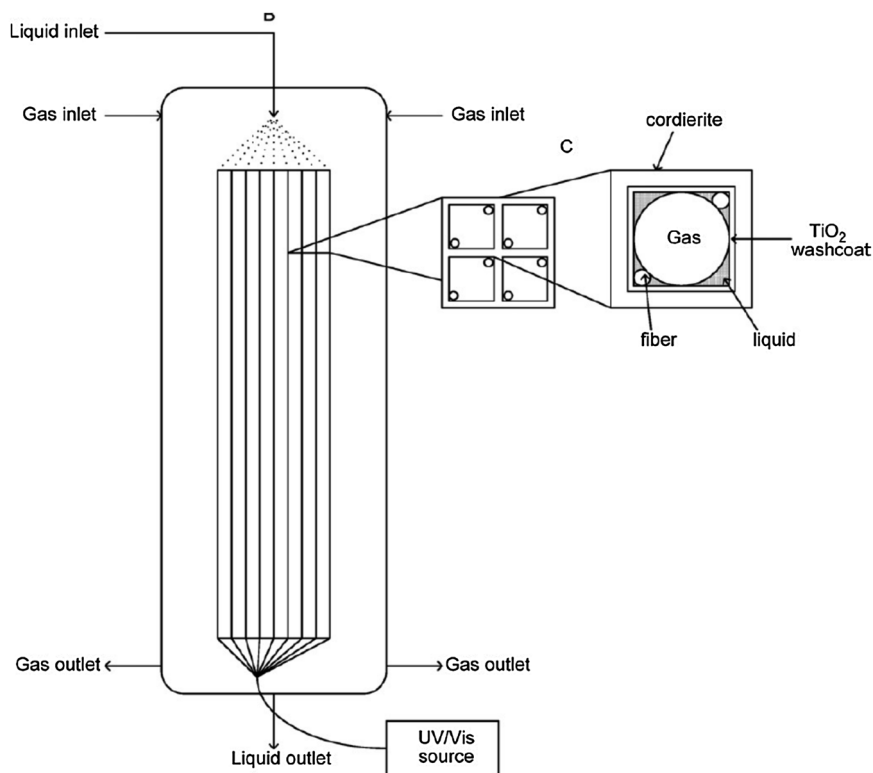 Liquid inlet
Gas inlet
Gas inlet
C
cordierite
Gas
TiO₂
washcoat
fiber
liquid
Gas outlet
Gas outlet
Liquid outlet
UV/Vis
source